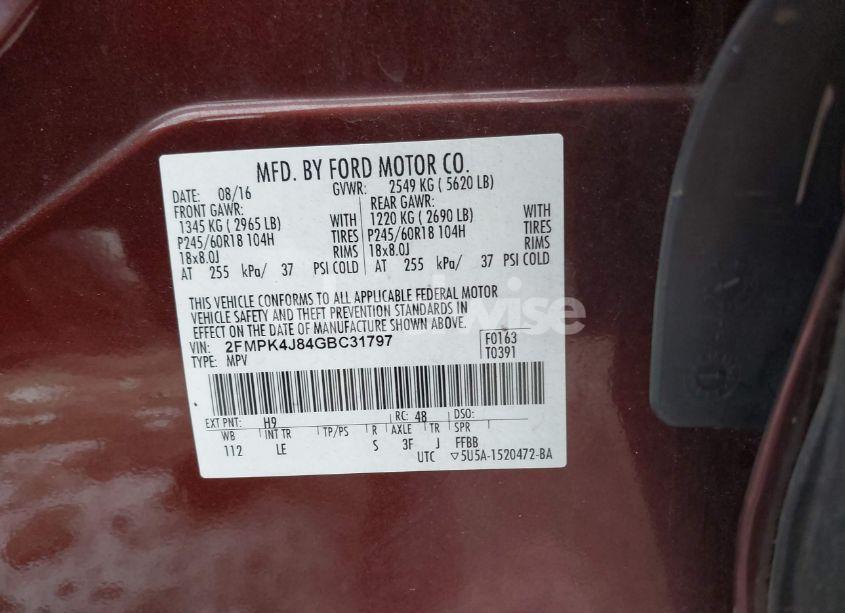 MFD. BY FORD MOTOR CO.
DATE: 08/16 GVWR: 2549 KG ( 5620 LB)
FRONT GAWR: REAR GAWR:
1345 KG ( 2965 LB) WITH 1220 KG ( 2690 LB) WITH
P245/60R18 104H TIRES P245/60R18 104H TIRES
18x8.0J RIMS 18x8.0J RIMS
AT 255 kPa/ 37 PSI COLD AT 255 kPa/ 37 PSI COLD
THIS VEHICLE CONFORMS TO ALL APPLICABLE FEDERAL MOTOR
VEHICLE SAFETY AND THEFT PREVENTION STANDARDS IN
EFFECT ON THE DATE OF MANUFACTURE SHOWN ABOVE.
VIN: 2FMPK4J84GBC31797 F0163
TYPE: MPV T0391
EXT PNT: H9 RC: 48 DSO:
WB INT TR TP/PS R AXLE TR SPR
112 LE S 3F J FFBB
UTC ▽5U5A-1520472-BA